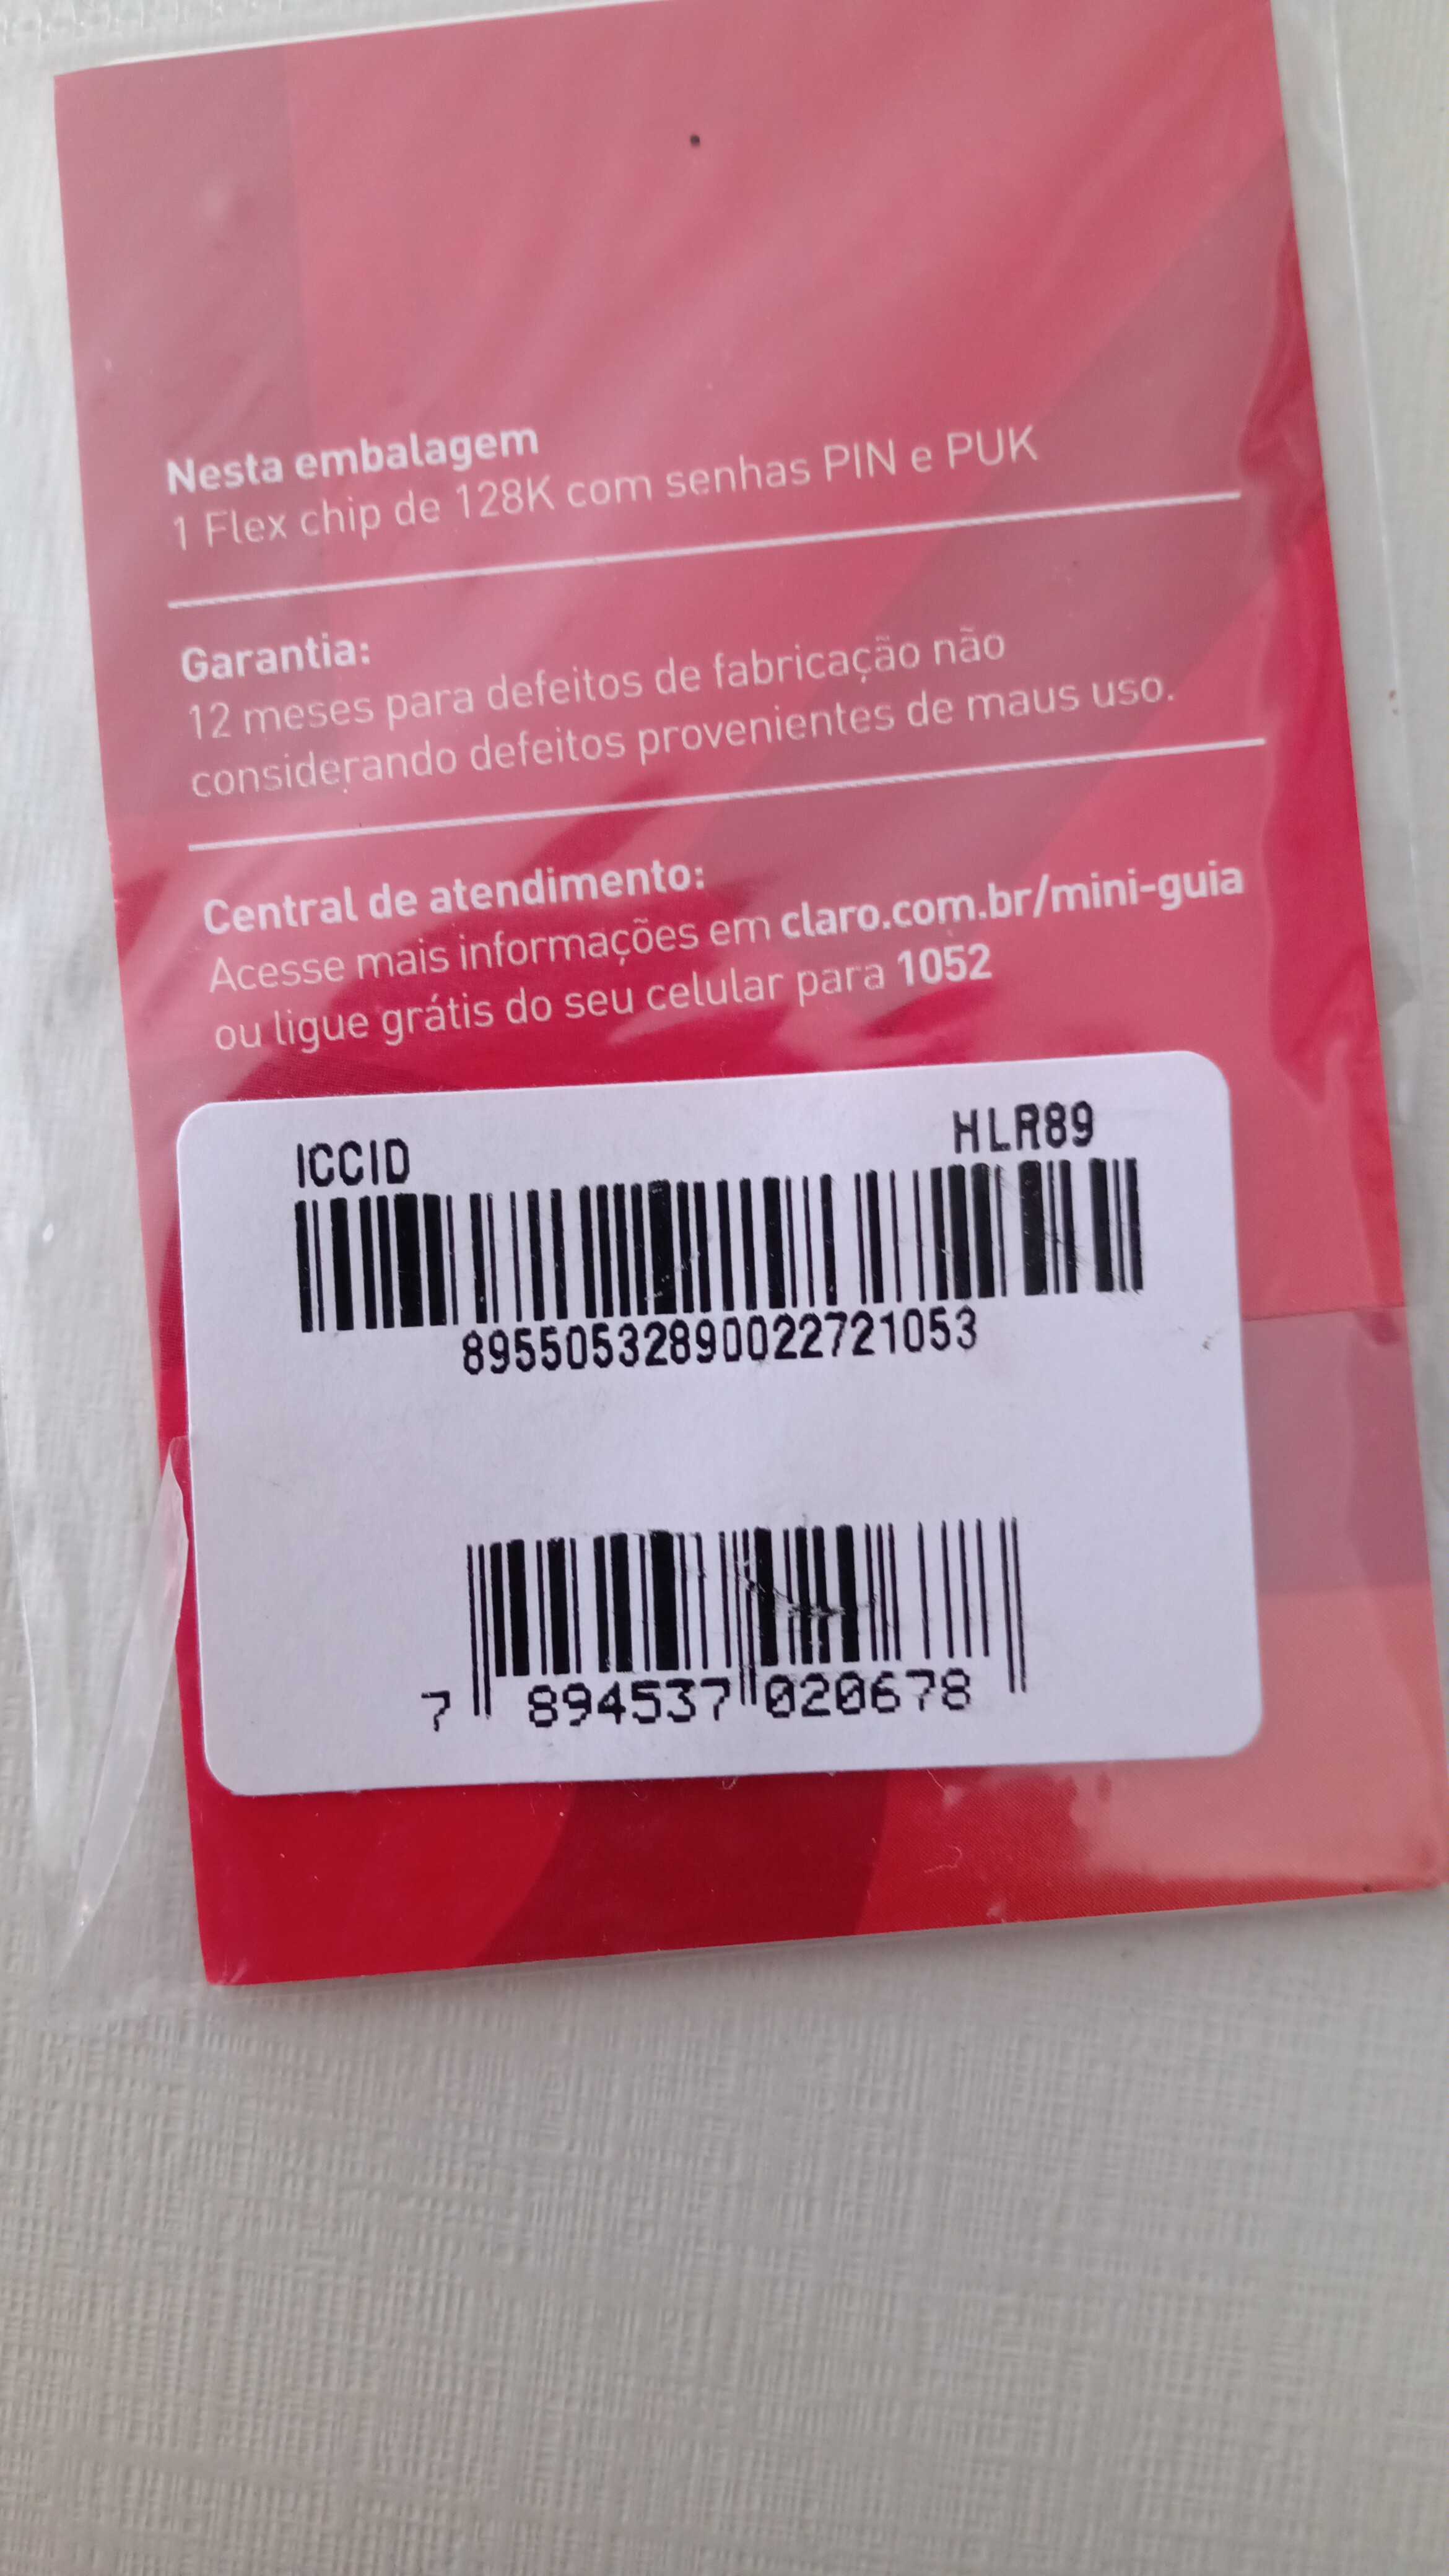 Nesta embalagem
1 Flex chip de 128K com senhas PIN e PUK
Garantia:
12 meses para defeitos de fabricação não
considerando defeitos provenientes de maus uso.
Central de atendimento:
Acesse mais informações em claro.com.br/mini-guia
ou ligue grátis do seu celular para 1052
ICCID HLR89
89550532890022721053
7 894537 020678